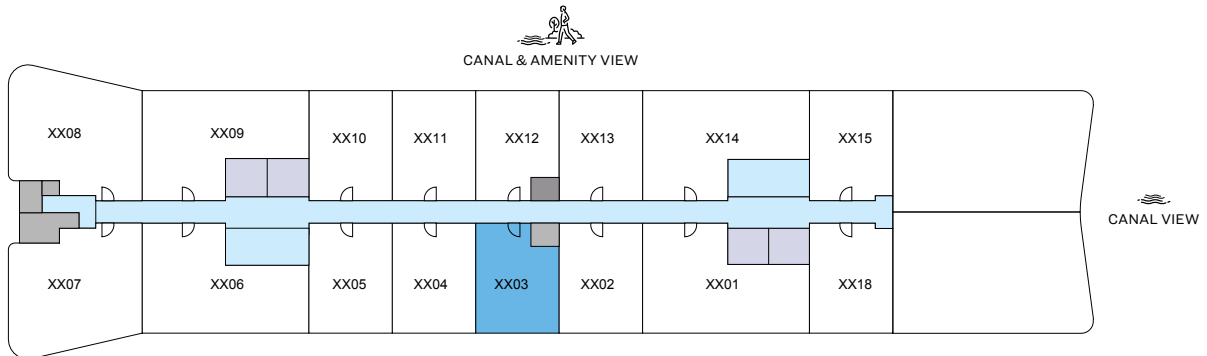 CANAL & AMENITY VIEW
XX08
XX09
XX10
XX11
XX12
XX13
XX14
XX15
CANAL VIEW
XX07
XX06
XX05
XX04
XX03
XX02
XX01
XX18